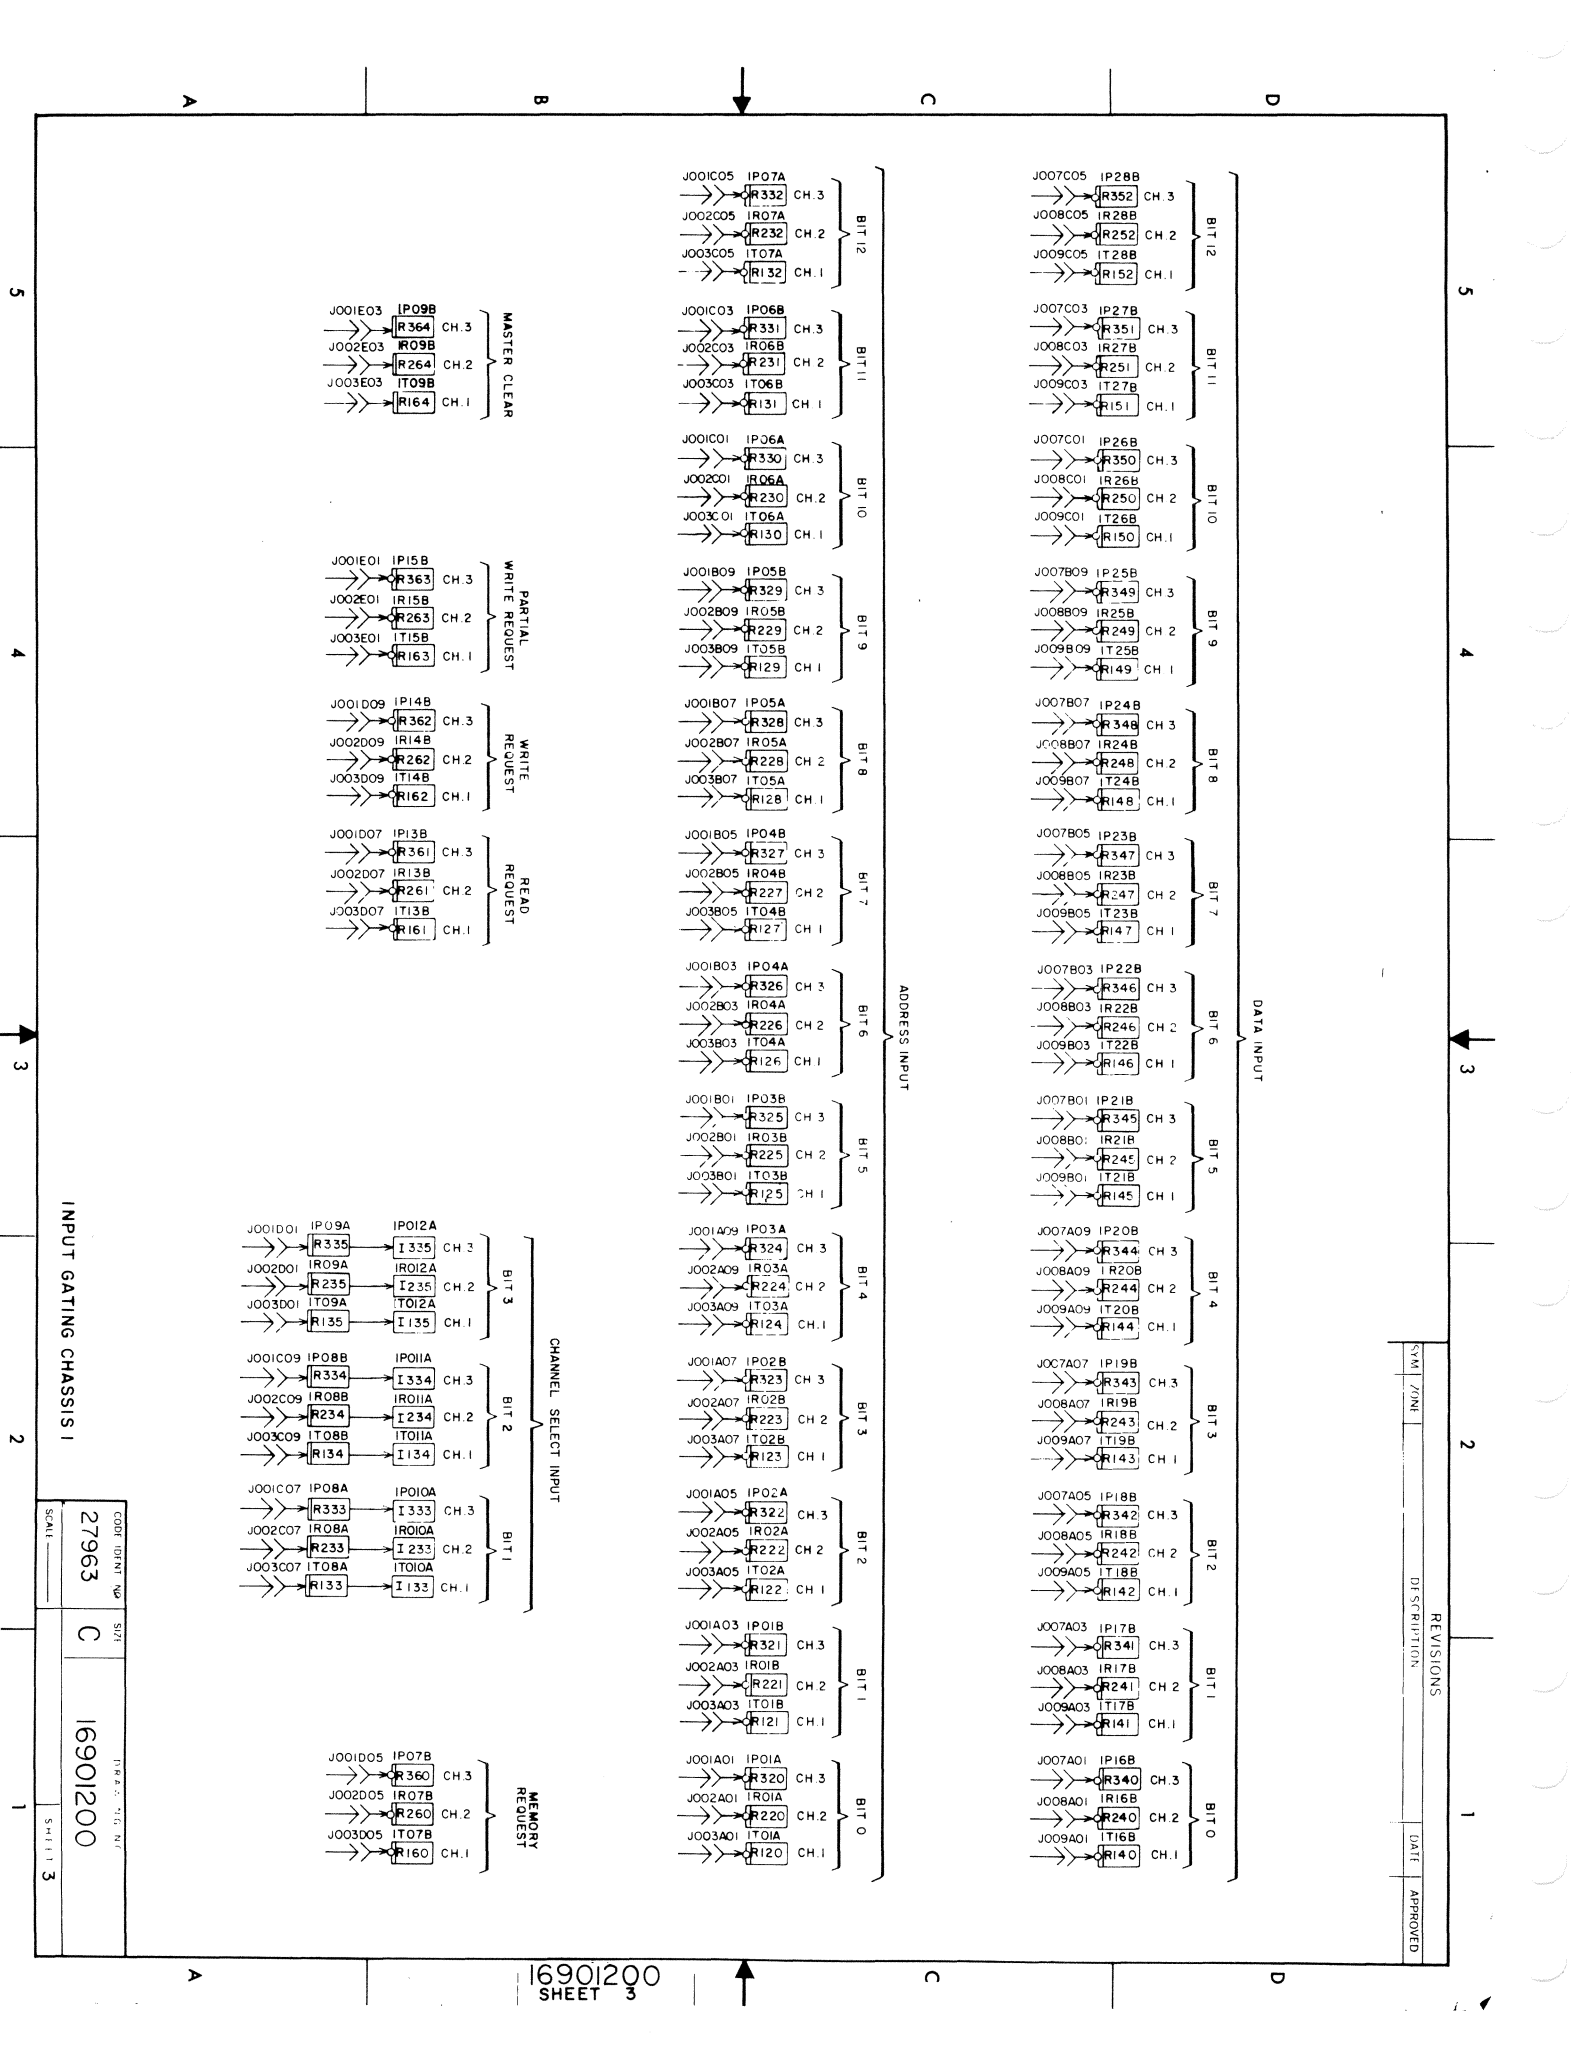 A
B
C
D
5
4
3
2
1
DATA INPUT
BIT 12
J007C05 IP28B
R352 CH.3
J008C05 IR28B
R252 CH.2
J009C05 IT28B
R152 CH.1
BIT 11
J007C03 IP27B
R351 CH.3
J008C03 IR27B
R251 CH.2
J009C03 IT27B
R151 CH.1
BIT 10
J007C01 IP26B
R350 CH.3
J008C01 IR26B
R250 CH 2
J009C01 IT26B
R150 CH.1
BIT 9
J007B09 IP25B
R349 CH 3
J008B09 IR25B
R249 CH 2
J009B09 IT25B
R149 CH 1
BIT 8
J007B07 IP24B
R348 CH 3
J008B07 IR24B
R248 CH.2
J009B07 IT24B
R148 CH.1
BIT 7
J007B05 IP23B
R347 CH 3
J008B05 IR23B
R247 CH 2
J009B05 IT23B
R147 CH 1
BIT 6
J007B03 IP22B
R346 CH 3
J008B03 IR22B
R246 CH 2
J009B03 IT22B
R146 CH 1
BIT 5
J007B01 IP21B
R345 CH 3
J008B01 IR21B
R245 CH 2
J009B01 IT21B
R145 CH 1
BIT 4
J007A09 IP20B
R344 CH 3
J008A09 IR20B
R244 CH 2
J009A09 IT20B
R144 CH.1
BIT 3
J007A07 IP19B
R343 CH.3
J008A07 IR19B
R243 CH.2
J009A07 IT19B
R143 CH 1
BIT 2
J007A05 IP18B
R342 CH.3
J008A05 IR18B
R242 CH 2
J009A05 IT18B
R142 CH.1
BIT 1
J007A03 IP17B
R341 CH.3
J008A03 IR17B
R241 CH 2
J009A03 IT17B
R141 CH.1
BIT 0
J007A01 IP16B
R340 CH.3
J008A01 IR16B
R240 CH.2
J009A01 IT16B
R140 CH.1
ADDRESS INPUT
BIT 12
J001C05 IP07A
R332 CH.3
J002C05 IR07A
R232 CH.2
J003C05 IT07A
R132 CH.1
BIT 11
J001C03 IP06B
R331 CH.3
J002C03 IR06B
R231 CH 2
J003C03 IT06B
R131 CH 1
BIT 10
J001C01 IP06A
R330 CH.3
J002C01 IR06A
R230 CH.2
J003C01 IT06A
R130 CH.1
BIT 9
J001B09 IP05B
R329 CH 3
J002B09 IR05B
R229 CH.2
J003B09 IT05B
R129 CH 1
BIT 8
J001B07 IP05A
R328 CH.3
J002B07 IR05A
R228 CH 2
J003B07 IT05A
R128 CH.1
BIT 7
J001B05 IP04B
R327 CH 3
J002B05 IR04B
R227 CH 2
J003B05 IT04B
R127 CH 1
BIT 6
J001B03 IP04A
R326 CH 3
J002B03 IR04A
R226 CH 2
J003B03 IT04A
R126 CH 1
BIT 5
J001B01 IP03B
R325 CH 3
J002B01 IR03B
R225 CH 2
J003B01 IT03B
R125 CH 1
BIT 4
J001A09 IP03A
R324 CH 3
J002A09 IR03A
R224 CH 2
J003A09 IT03A
R124 CH.1
BIT 3
J001A07 IP02B
R323 CH 3
J002A07 IR02B
R223 CH 2
J003A07 IT02B
R123 CH 1
BIT 2
J001A05 IP02A
R322 CH.3
J002A05 IR02A
R222 CH 2
J003A05 IT02A
R122 CH 1
BIT 1
J001A03 IP01B
R321 CH.3
J002A03 IR01B
R221 CH.2
J003A03 IT01B
R121 CH.1
BIT 0
J001A01 IP01A
R320 CH.3
J002A01 IR01A
R220 CH.2
J003A01 IT01A
R120 CH.1
MASTER CLEAR
J001E03 IP09B
R364 CH.3
J002E03 IR09B
R264 CH.2
J003E03 IT09B
R164 CH.1
PARTIAL
WRITE REQUEST
J001E01 IP15B
R363 CH.3
J002E01 IR15B
R263 CH.2
J003E01 IT15B
R163 CH.1
WRITE
REQUEST
J001D09 IP14B
R362 CH.3
J002D09 IR14B
R262 CH.2
J003D09 IT14B
R162 CH.1
READ
REQUEST
J001D07 IP13B
R361 CH.3
J002D07 IR13B
R261 CH.2
J003D07 IT13B
R161 CH.1
CHANNEL SELECT INPUT
BIT 3
J001D01 IP09A IP012A
R335 I335 CH.3
J002D01 IR09A IR012A
R235 I235 CH.2
J003D01 IT09A IT012A
R135 I135 CH.1
BIT 2
J001C09 IP08B IP011A
R334 I334 CH.3
J002C09 IR08B IR011A
R234 I234 CH.2
J003C09 IT08B IT011A
R134 I134 CH.1
BIT 1
J001C07 IP08A IP010A
R333 I333 CH.3
J002C07 IR08A IR010A
R233 I233 CH.2
J003C07 IT08A IT010A
R133 I133 CH.1
MEMORY
REQUEST
J001D05 IP07B
R360 CH.3
J002D05 IR07B
R260 CH.2
J003D05 IT07B
R160 CH.1
REVISIONS
SYM ZONE DESCRIPTION DATE APPROVED
INPUT GATING CHASSIS 1
CODE IDENT NO SIZE DRAWING NO
27963 C 16901200
SCALE SHEET 3
5
4
3
2
1
A
C
D
16901200
SHEET 3